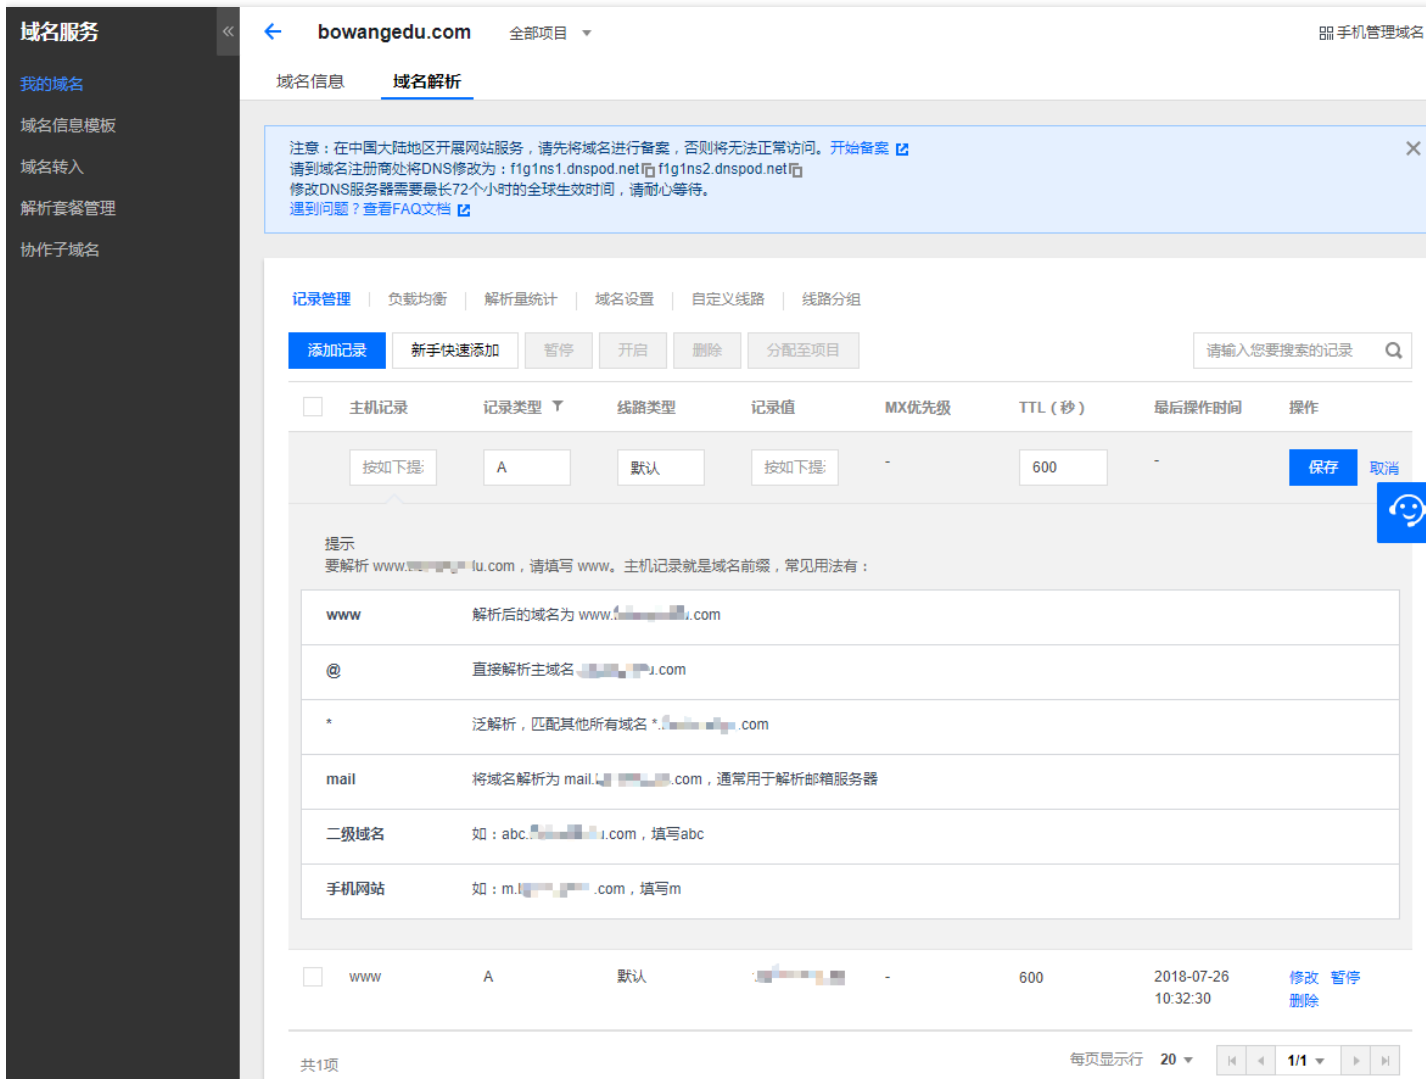 域名服务
我的域名
域名信息模板
域名转入
解析套餐管理
协作子域名
bowangedu.com 全部项目
手机管理域名
域名信息 域名解析
注意：在中国大陆地区开展网站服务，请先将域名进行备案，否则将无法正常访问。开始备案
请到域名注册商处将DNS修改为：f1g1ns1.dnspod.net f1g1ns2.dnspod.net
修改DNS服务器需要最长72个小时的全球生效时间，请耐心等待。
遇到问题？查看FAQ文档
记录管理 负载均衡 解析量统计 域名设置 自定义线路 线路分组
添加记录 新手快速添加 暂停 开启 删除 分配至项目 请输入您要搜索的记录
主机记录 记录类型 线路类型 记录值 MX优先级 TTL（秒） 最后操作时间 操作
按如下提 A 默认 按如下提 - 600 - 保存 取消
提示
要解析 www. lu.com，请填写 www。主机记录就是域名前缀，常见用法有：
www 解析后的域名为 www. .com
@ 直接解析主域名 .com
* 泛解析，匹配其他所有域名 *. .com
mail 将域名解析为 mail. .com，通常用于解析邮箱服务器
二级域名 如：abc. .com，填写abc
手机网站 如：m. .com，填写m
www A 默认 - 600 2018-07-26 修改 暂停
10:32:30 删除
共1项 每页显示行 20 1/1